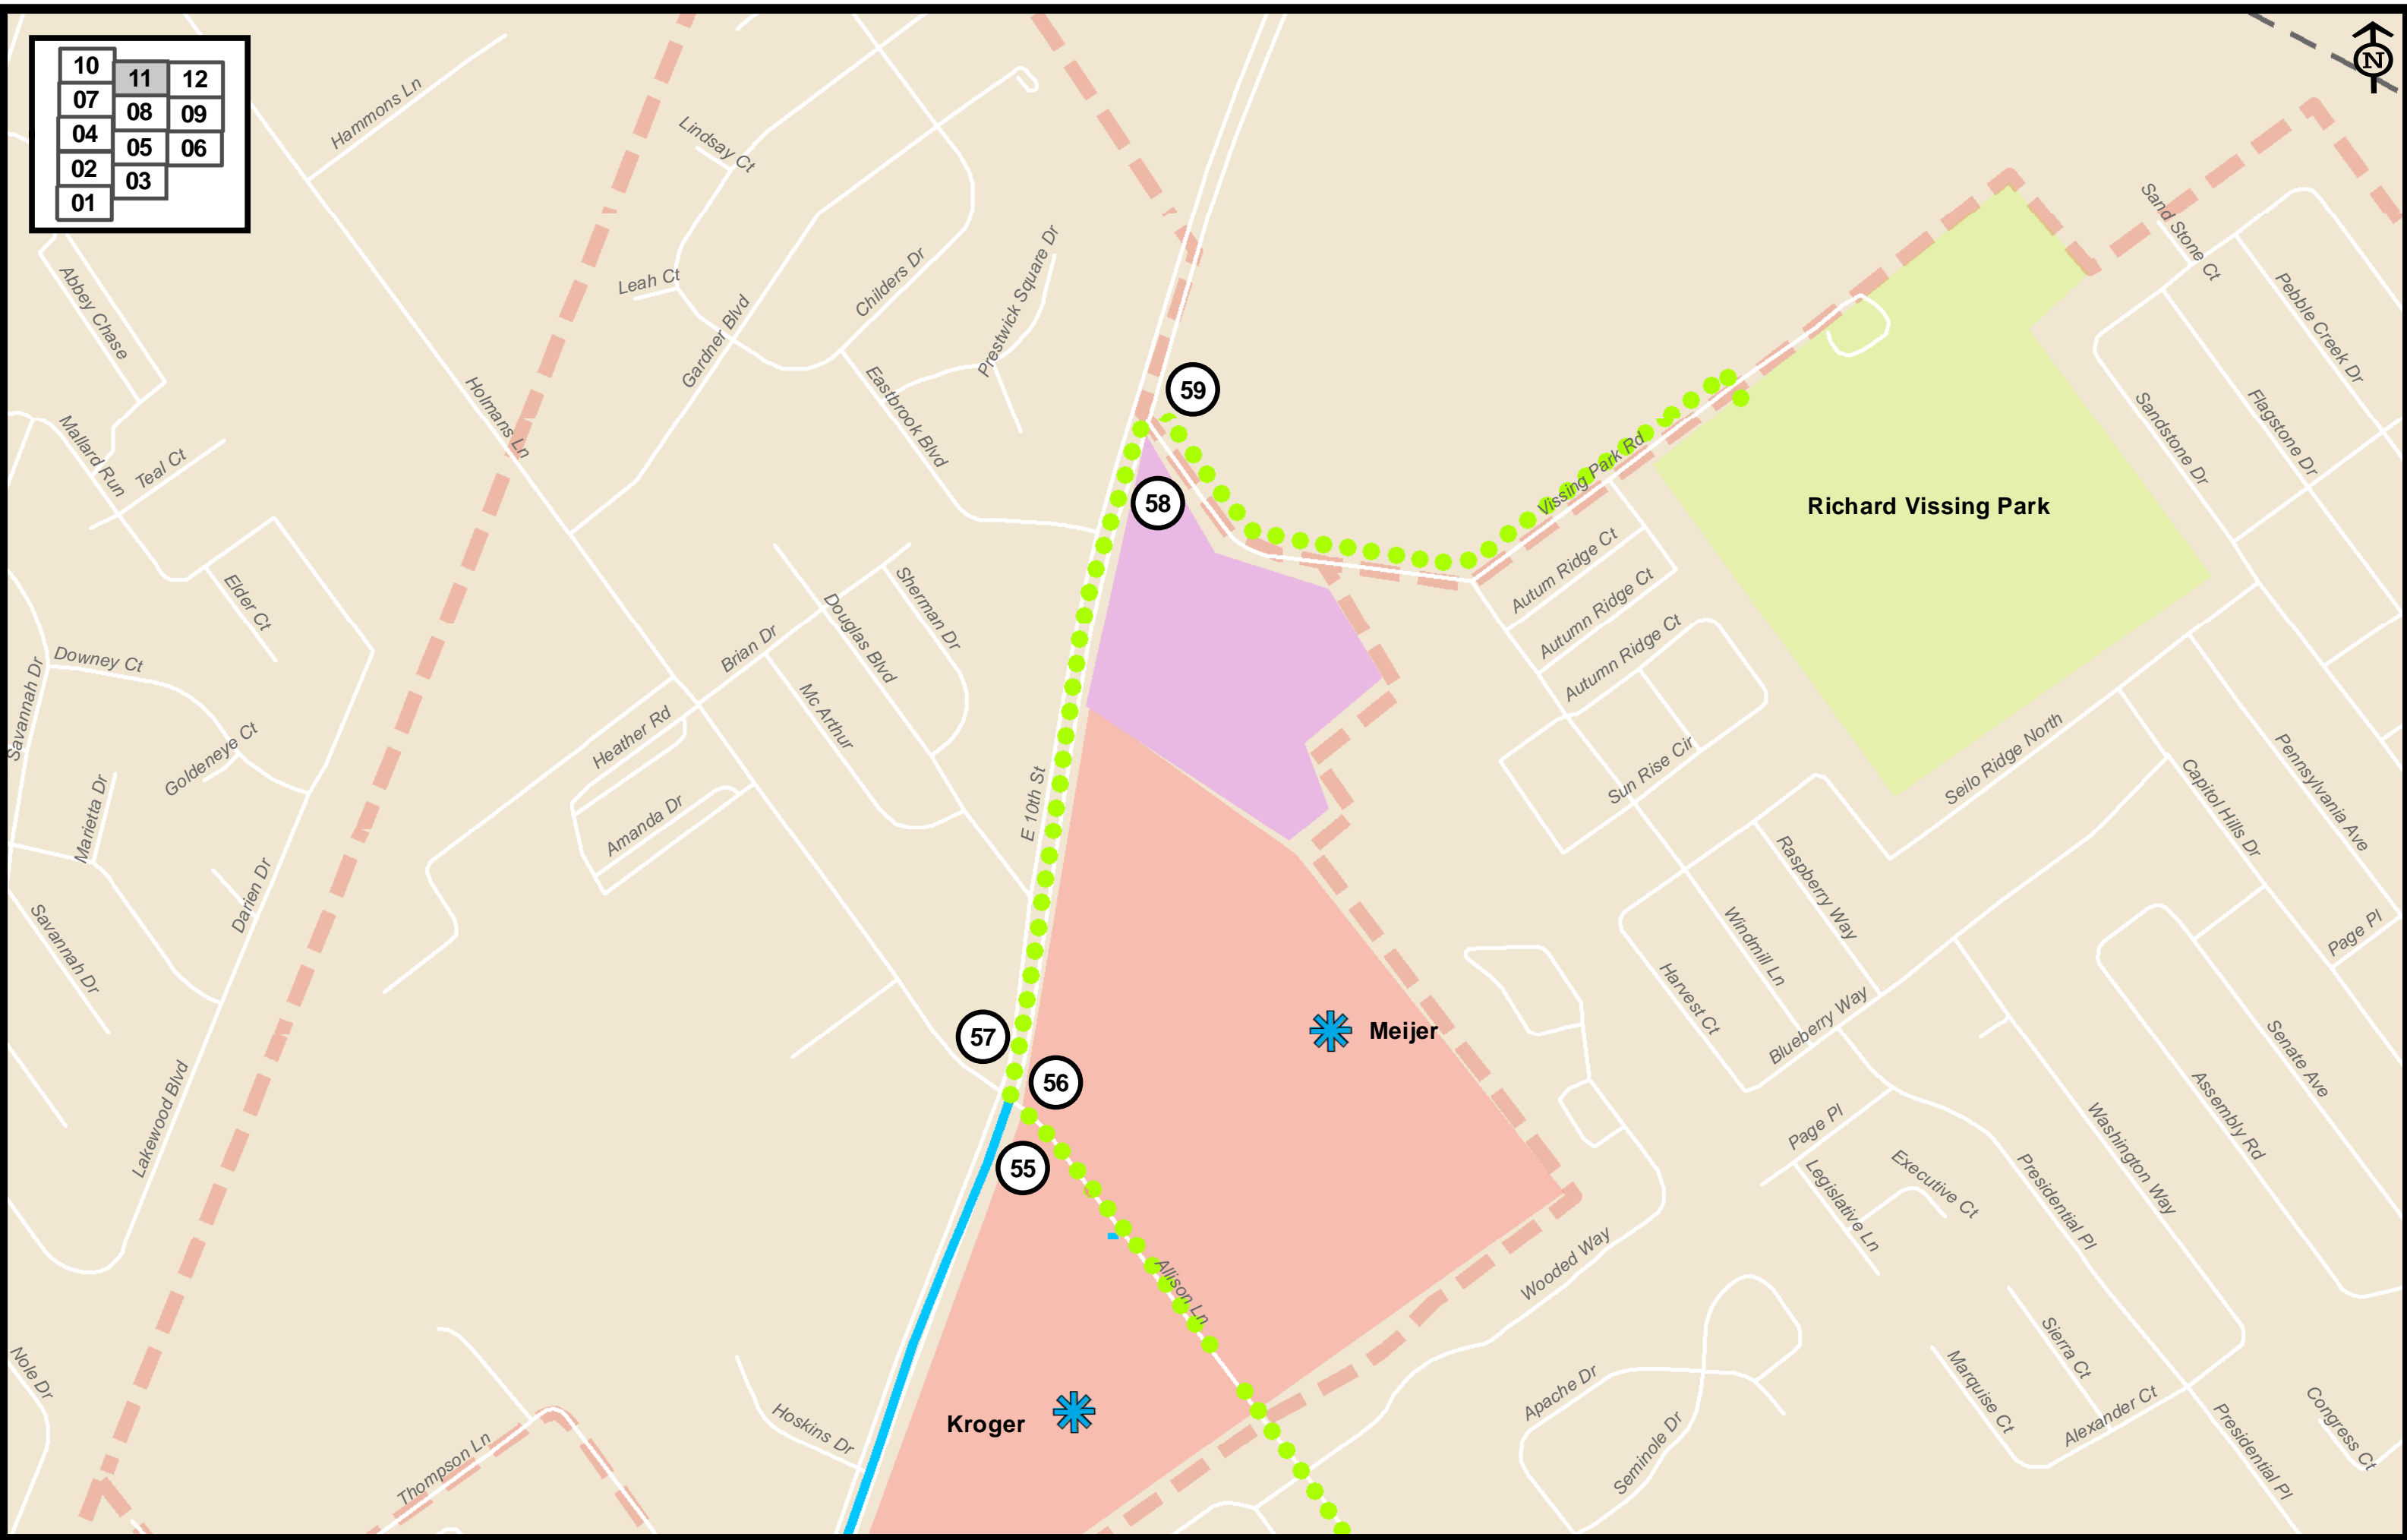 10
11
12
07
08
09
04
05
06
02
03
01
N
Hammons Ln
Lindsay Ct
Abbey Chase
Leah Ct
Gardner Blvd
Childers Dr
Prestwick Square Dr
Sand Stone Ct
Pebble Creek Dr
Holmans Ln
Eastbrook Blvd
59
Mallard Run
Teal Ct
58
Vissing Park Rd
Richard Vissing Park
Sandstone Dr
Flagstone Dr
Elder Ct
Downey Ct
Savannah Dr
Goldeneye Ct
Marietta Dr
Brian Dr
Douglas Blvd
Sherman Dr
Mc Arthur
Heather Rd
Amanda Dr
E 10th St
Autum Ridge Ct
Autumn Ridge Ct
Autumn Ridge Ct
Sun Rise Cir
Seilo Ridge North
Capitol Hills Dr
Pennsylvania Ave
Raspberry Way
Windmill Ln
Harvest Ct
Blueberry Way
Page Pl
Savannah Dr
Darien Dr
57
56
55
Meijer
Lakewood Blvd
Allison Ln
Page Pl
Legislative Ln
Executive Ct
Presidential Pl
Washington Way
Assembly Rd
Senate Ave
Wooded Way
Nole Dr
Thompson Ln
Hoskins Dr
Kroger
Apache Dr
Seminole Dr
Marquise Ct
Sierra Ct
Alexander Ct
Presidential Pl
Congress Ct